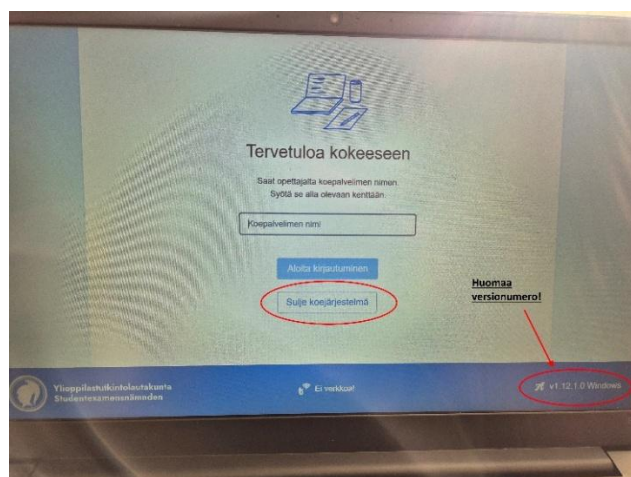 Tervetuloa kokeeseen
Saat opettajalta koepalvelimen nimen.
Syötä se alla olevaan kenttään.
Koepalvelimen nimi
Aloita kirjautuminen
Sulje koejärjestelmä
Huomaa
versionumero!
Ylioppilastutkintolautakunta
Studentexamensnämnden
Ei verkkoa!
v1.12.1.0 Windows